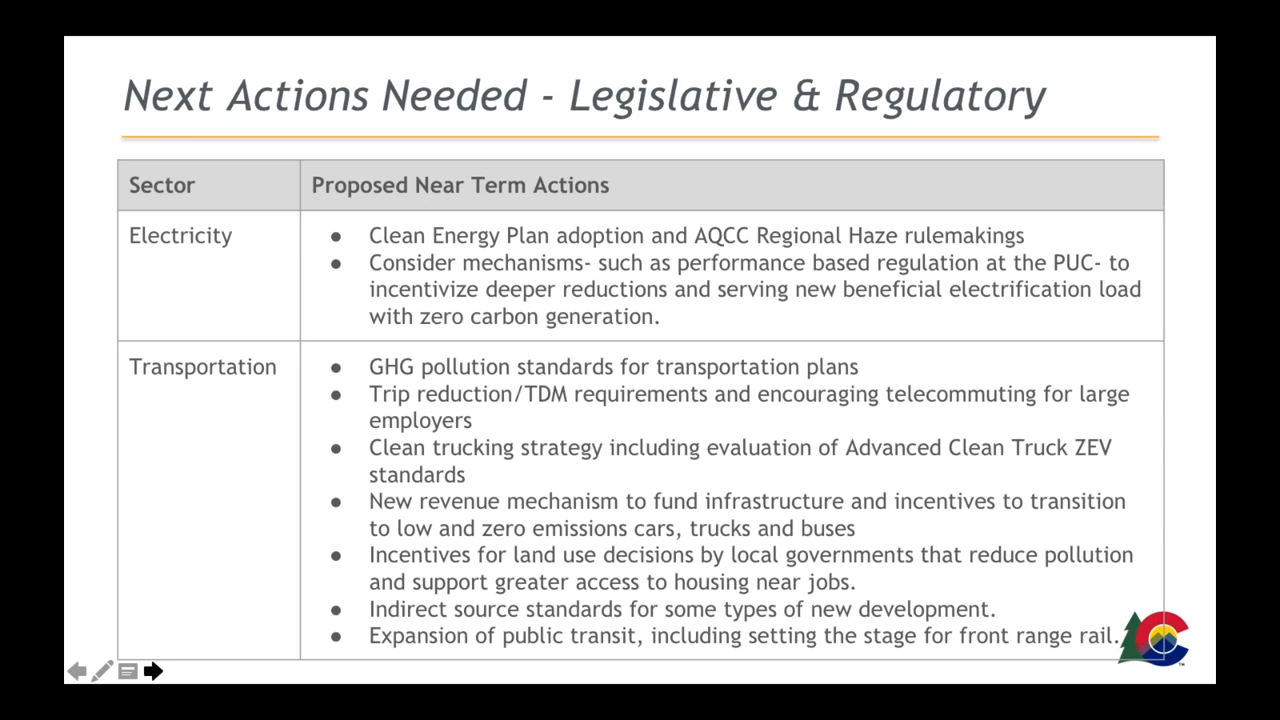 Next Actions Needed - Legislative & Regulatory
Sector
Proposed Near Term Actions
Electricity
● Clean Energy Plan adoption and AQCC Regional Haze rulemakings
● Consider mechanisms- such as performance based regulation at the PUC- to
incentivize deeper reductions and serving new beneficial electrification load
with zero carbon generation.
Transportation
● GHG pollution standards for transportation plans
● Trip reduction/TDM requirements and encouraging telecommuting for large
employers
● Clean trucking strategy including evaluation of Advanced Clean Truck ZEV
standards
● New revenue mechanism to fund infrastructure and incentives to transition
to low and zero emissions cars, trucks and buses
● Incentives for land use decisions by local governments that reduce pollution
and support greater access to housing near jobs.
● Indirect source standards for some types of new development.
● Expansion of public transit, including setting the stage for front range rail.
™